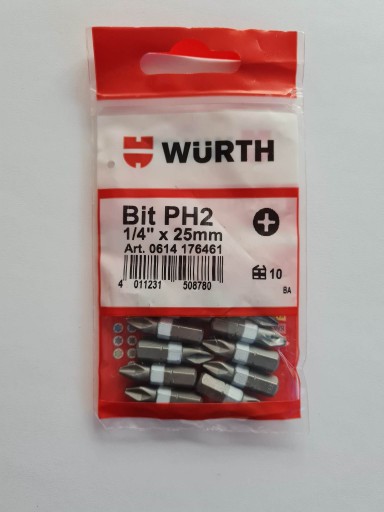 WÜRTH
Bit PH2
1/4" x 25mm
Art. 0614 176461
4 011231 508780
10
BA